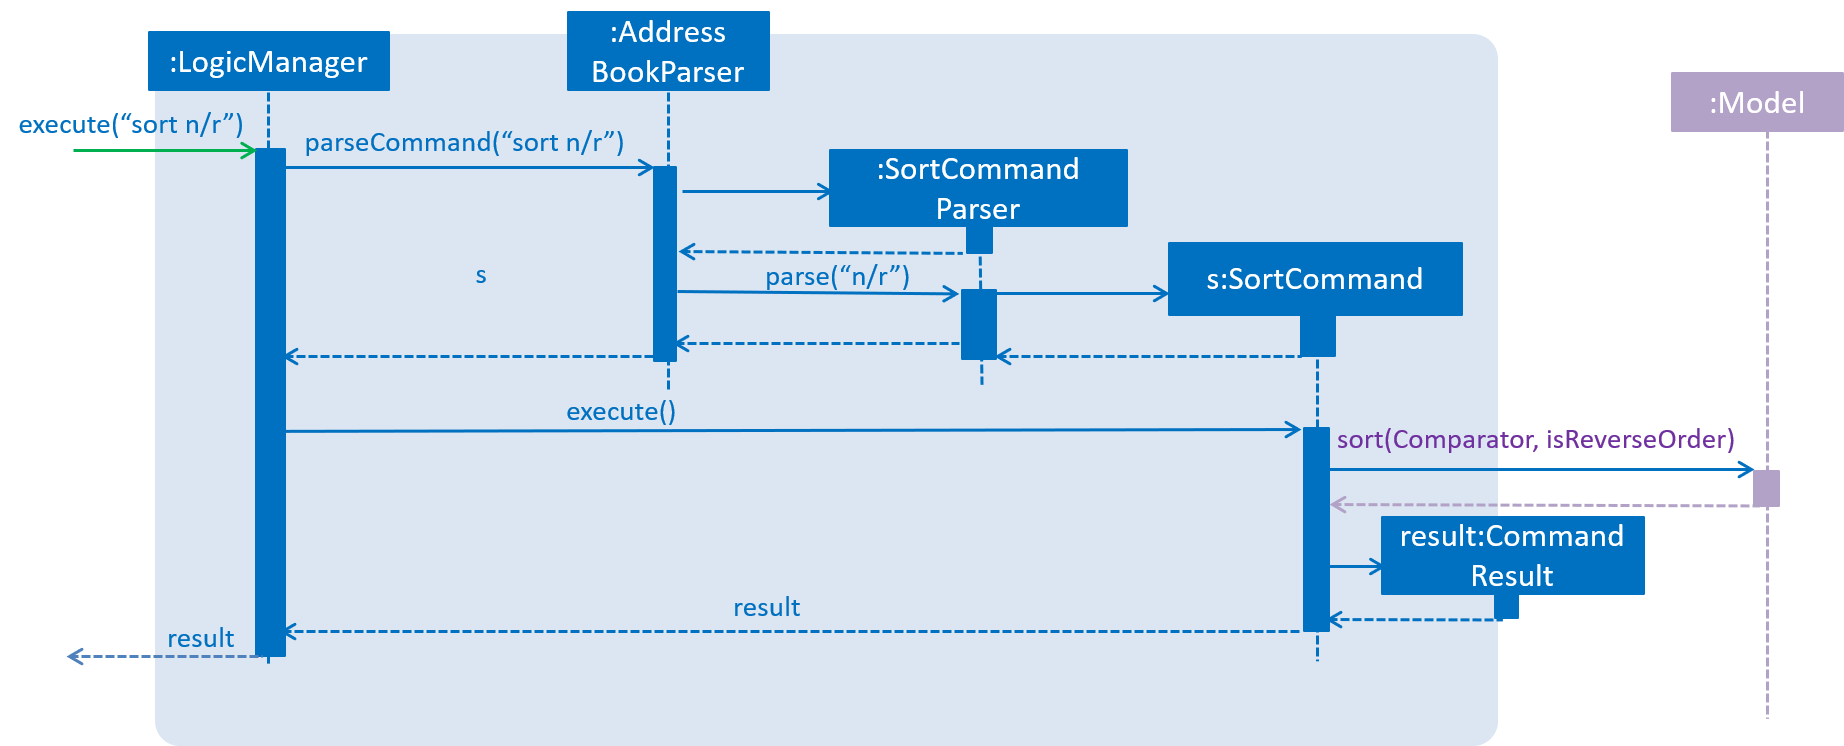 :Address
BookParser
:LogicManager
:Model
execute(“sort n/r”)
parseCommand(“sort n/r”)
:SortCommand
Parser
s
parse(“n/r”)
s:SortCommand
execute()
sort(Comparator, isReverseOrder)
result:Command
Result
result
result